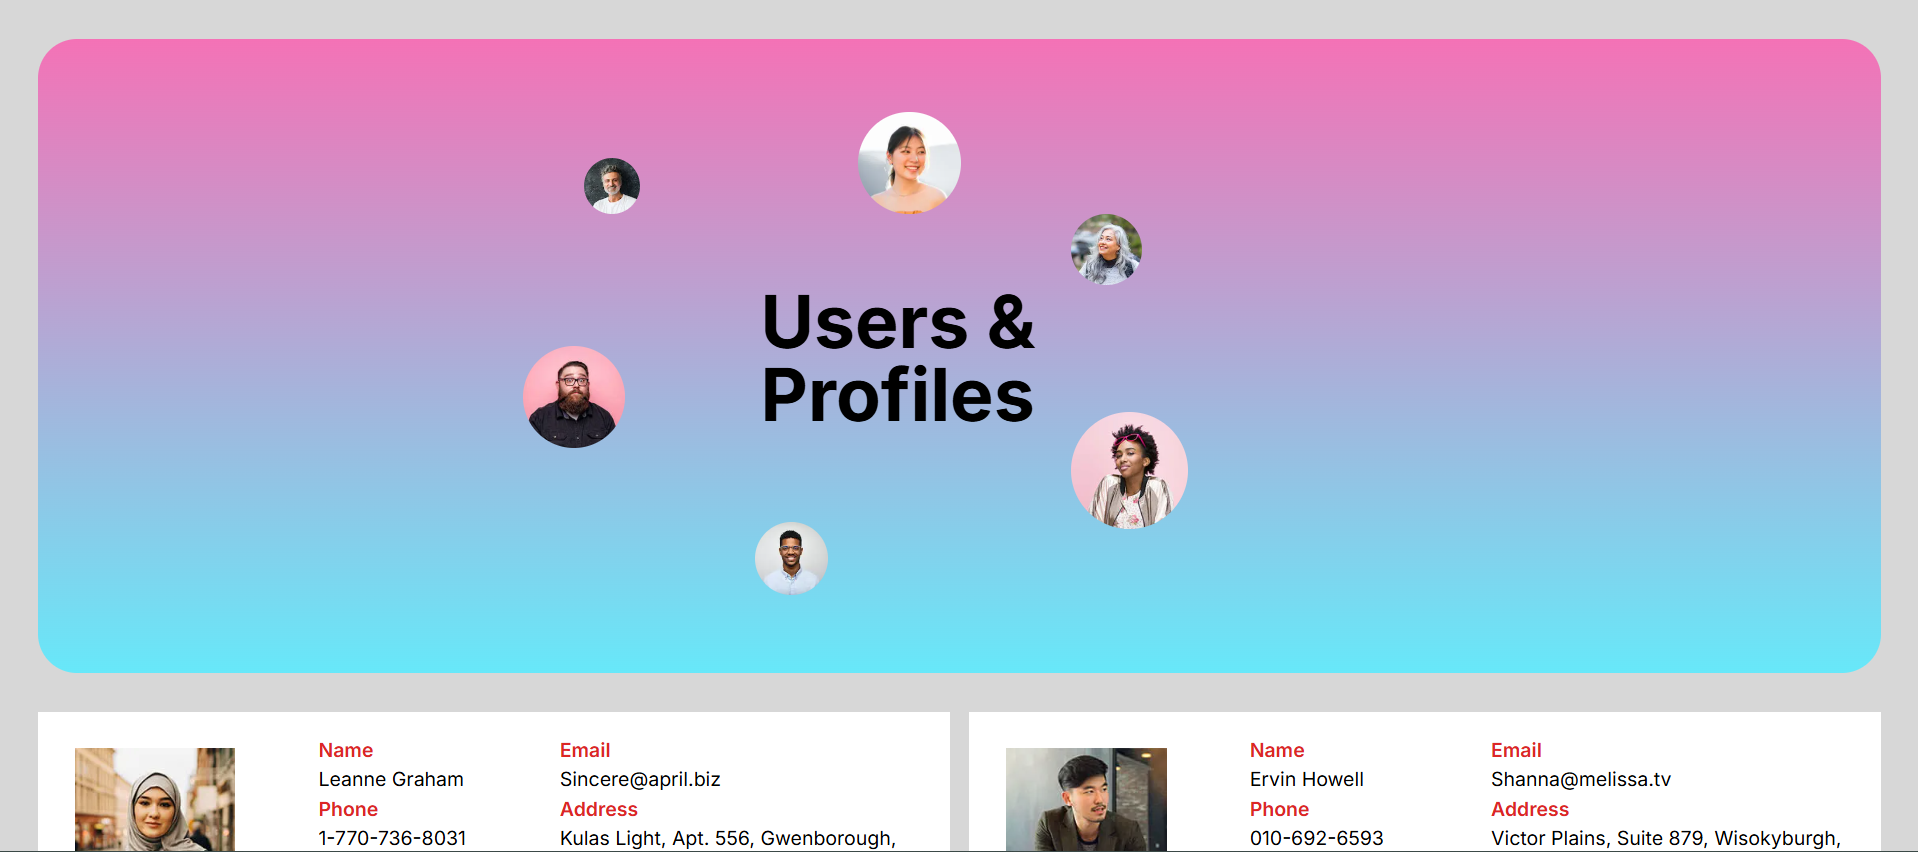 Users &
Profiles
Name
Leanne Graham
Phone
1-770-736-8031
Email
Sincere@april.biz
Address
Kulas Light, Apt. 556, Gwenborough,
Name
Ervin Howell
Phone
010-692-6593
Email
Shanna@melissa.tv
Address
Victor Plains, Suite 879, Wisokyburgh,